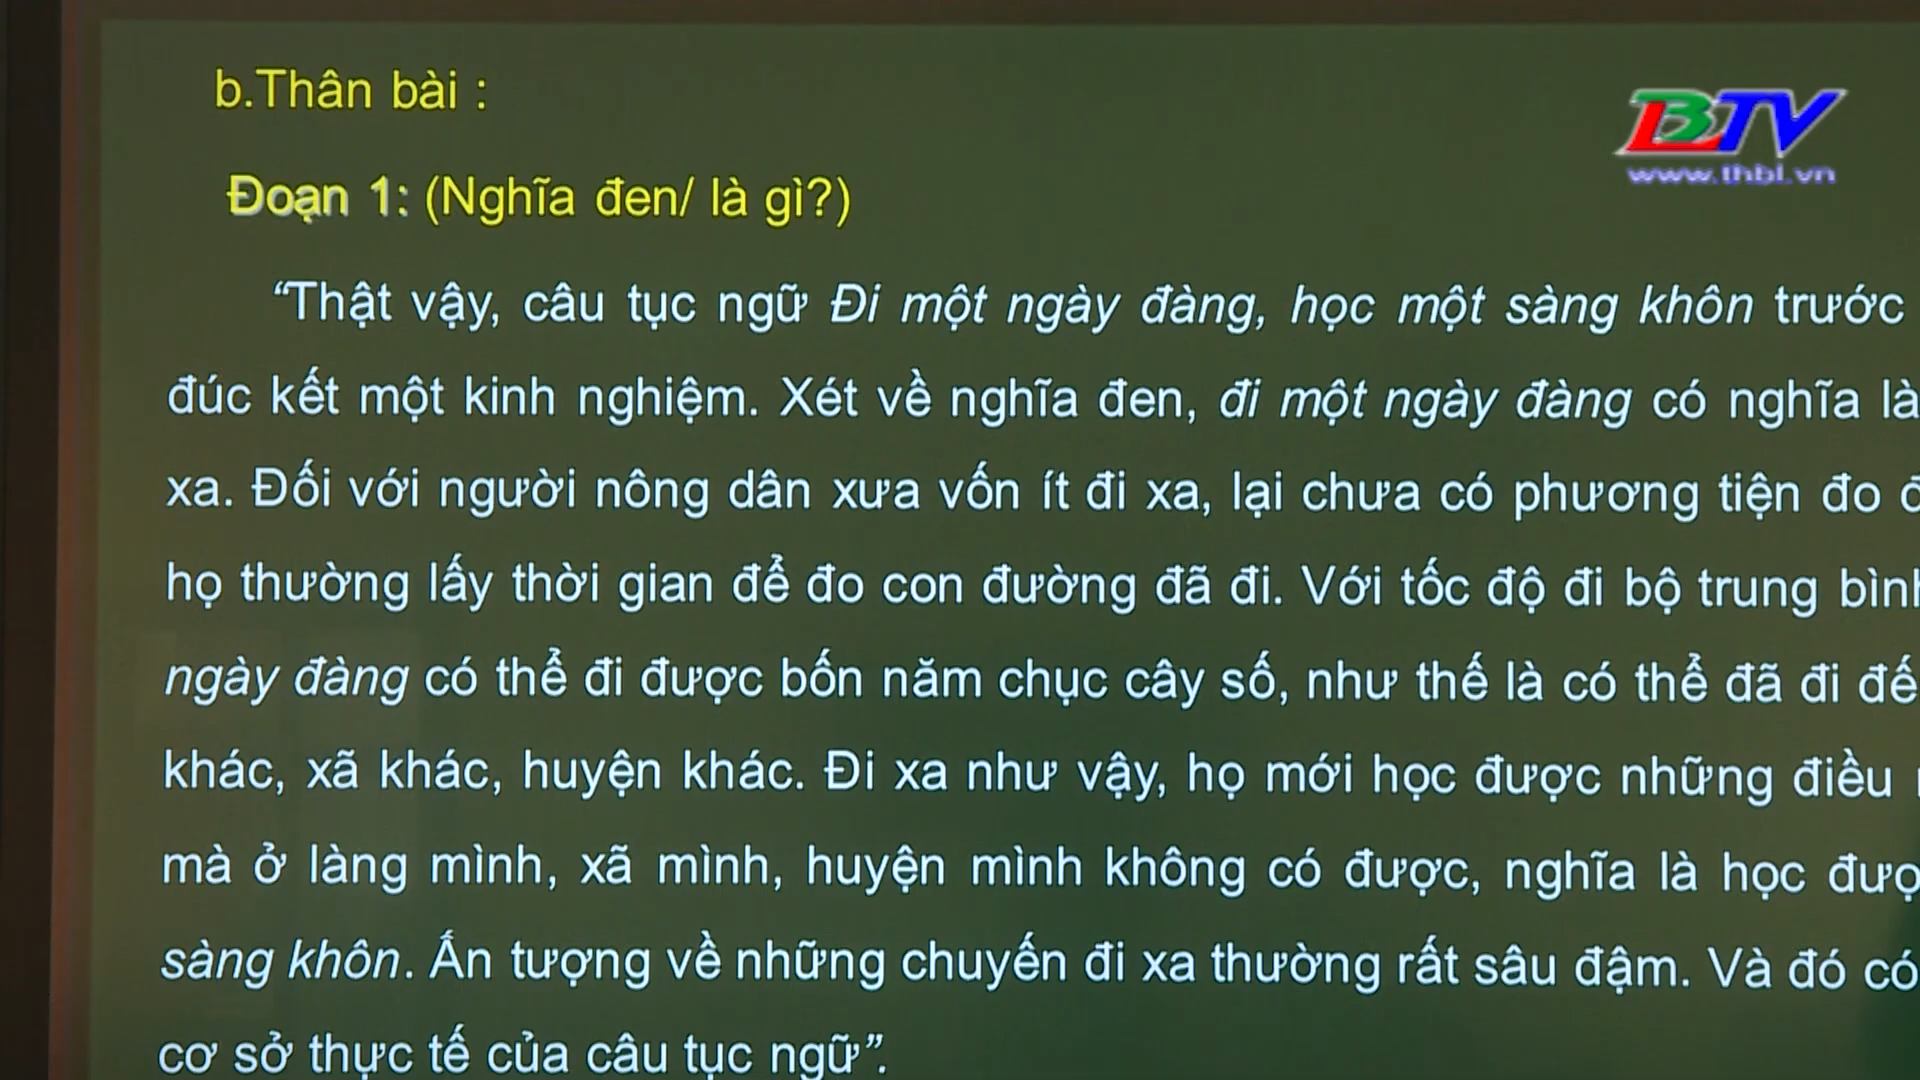 b.Thân bài :
BTV
www.thbl.vn
Đoạn 1: (Nghĩa đen/ là gì?)
“Thật vậy, câu tục ngữ Đi một ngày đàng, học một sàng khôn trước
đúc kết một kinh nghiệm. Xét về nghĩa đen, đi một ngày đàng có nghĩa là
xa. Đối với người nông dân xưa vốn ít đi xa, lại chưa có phương tiện đo
họ thường lấy thời gian để đo con đường đã đi. Với tốc độ đi bộ trung
ngày đàng có thể đi được bốn năm chục cây số, như thế là có thể đã đi
khác, xã khác, huyện khác. Đi xa như vậy, họ mới học được những điều
mà ở làng mình, xã mình, huyện mình không có được, nghĩa là học
sàng khôn. Ấn tượng về những chuyến đi xa thường rất sâu đậm. Và đó có
cơ sở thực tế của câu tục ngữ”.